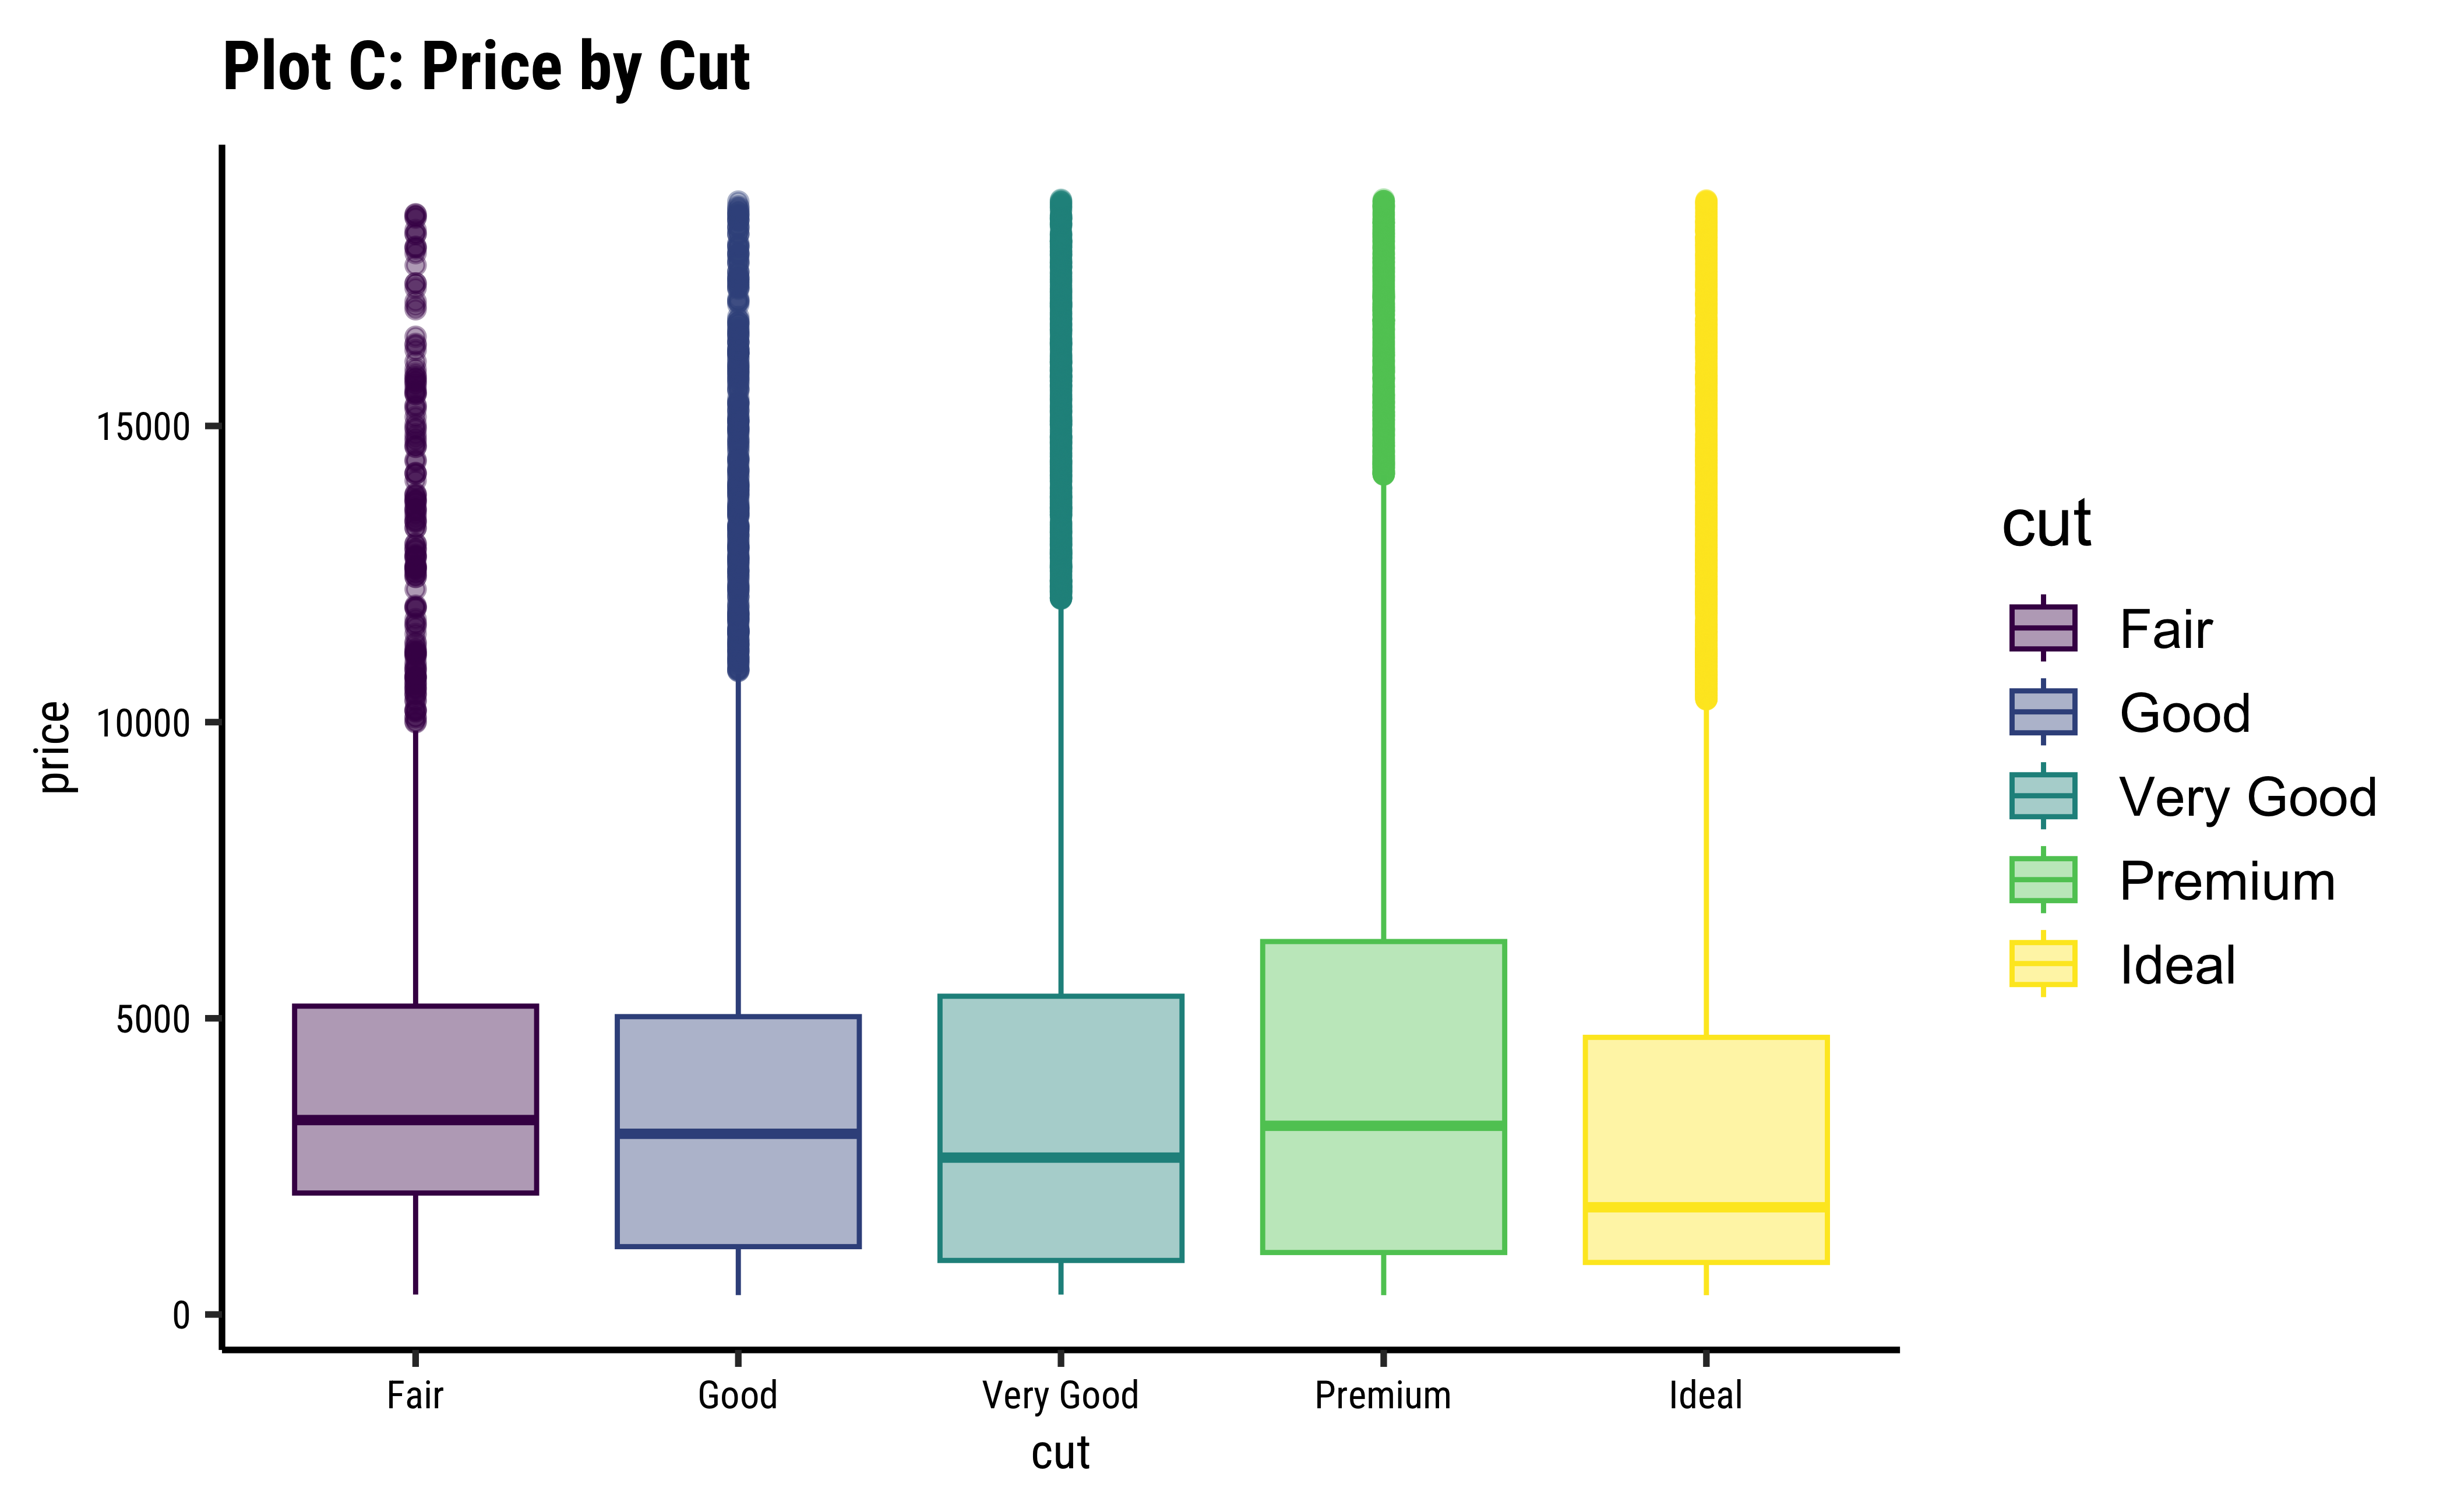 Plot C: Price by Cut
price
15000
10000
5000
0
Fair
Good
Very Good
Premium
Ideal
cut
cut
Fair
Good
Very Good
Premium
Ideal